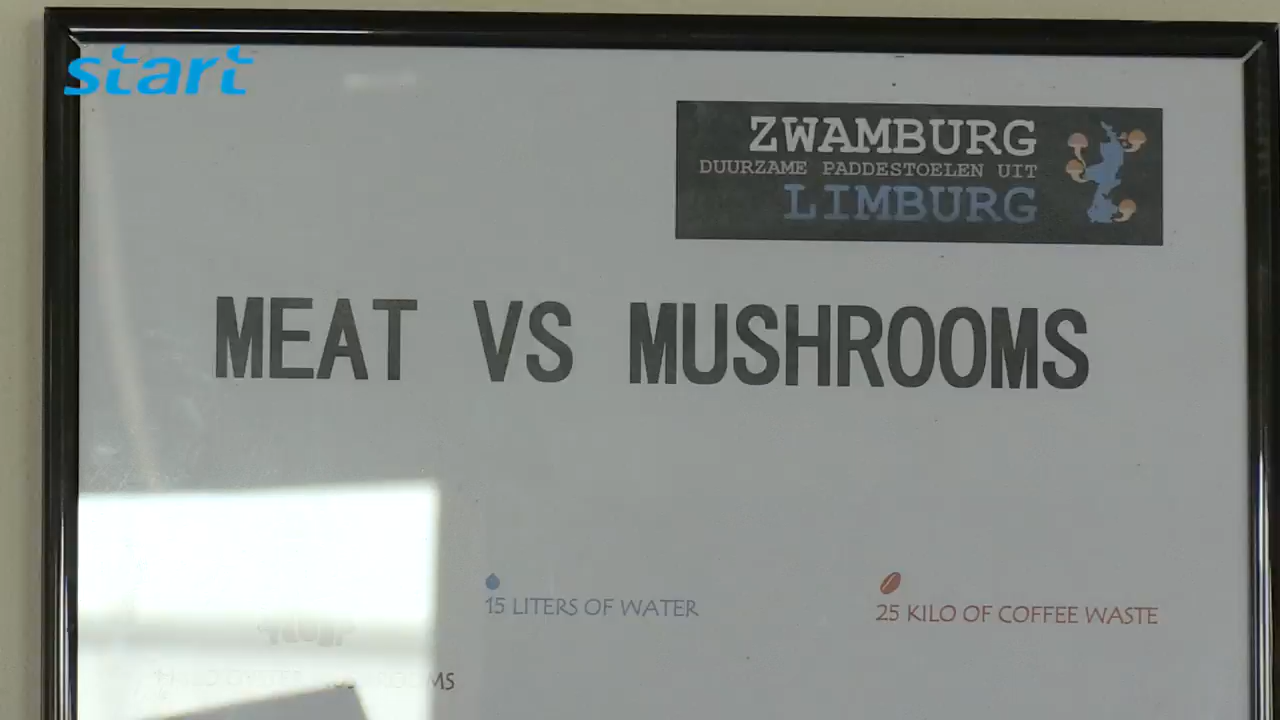 start
ZWAMBURG
DUURZAME PADDESTOELEN UIT
LIMBURG
MEAT VS MUSHROOMS
15 LITERS OF WATER
25 KILO OF COFFEE WASTE